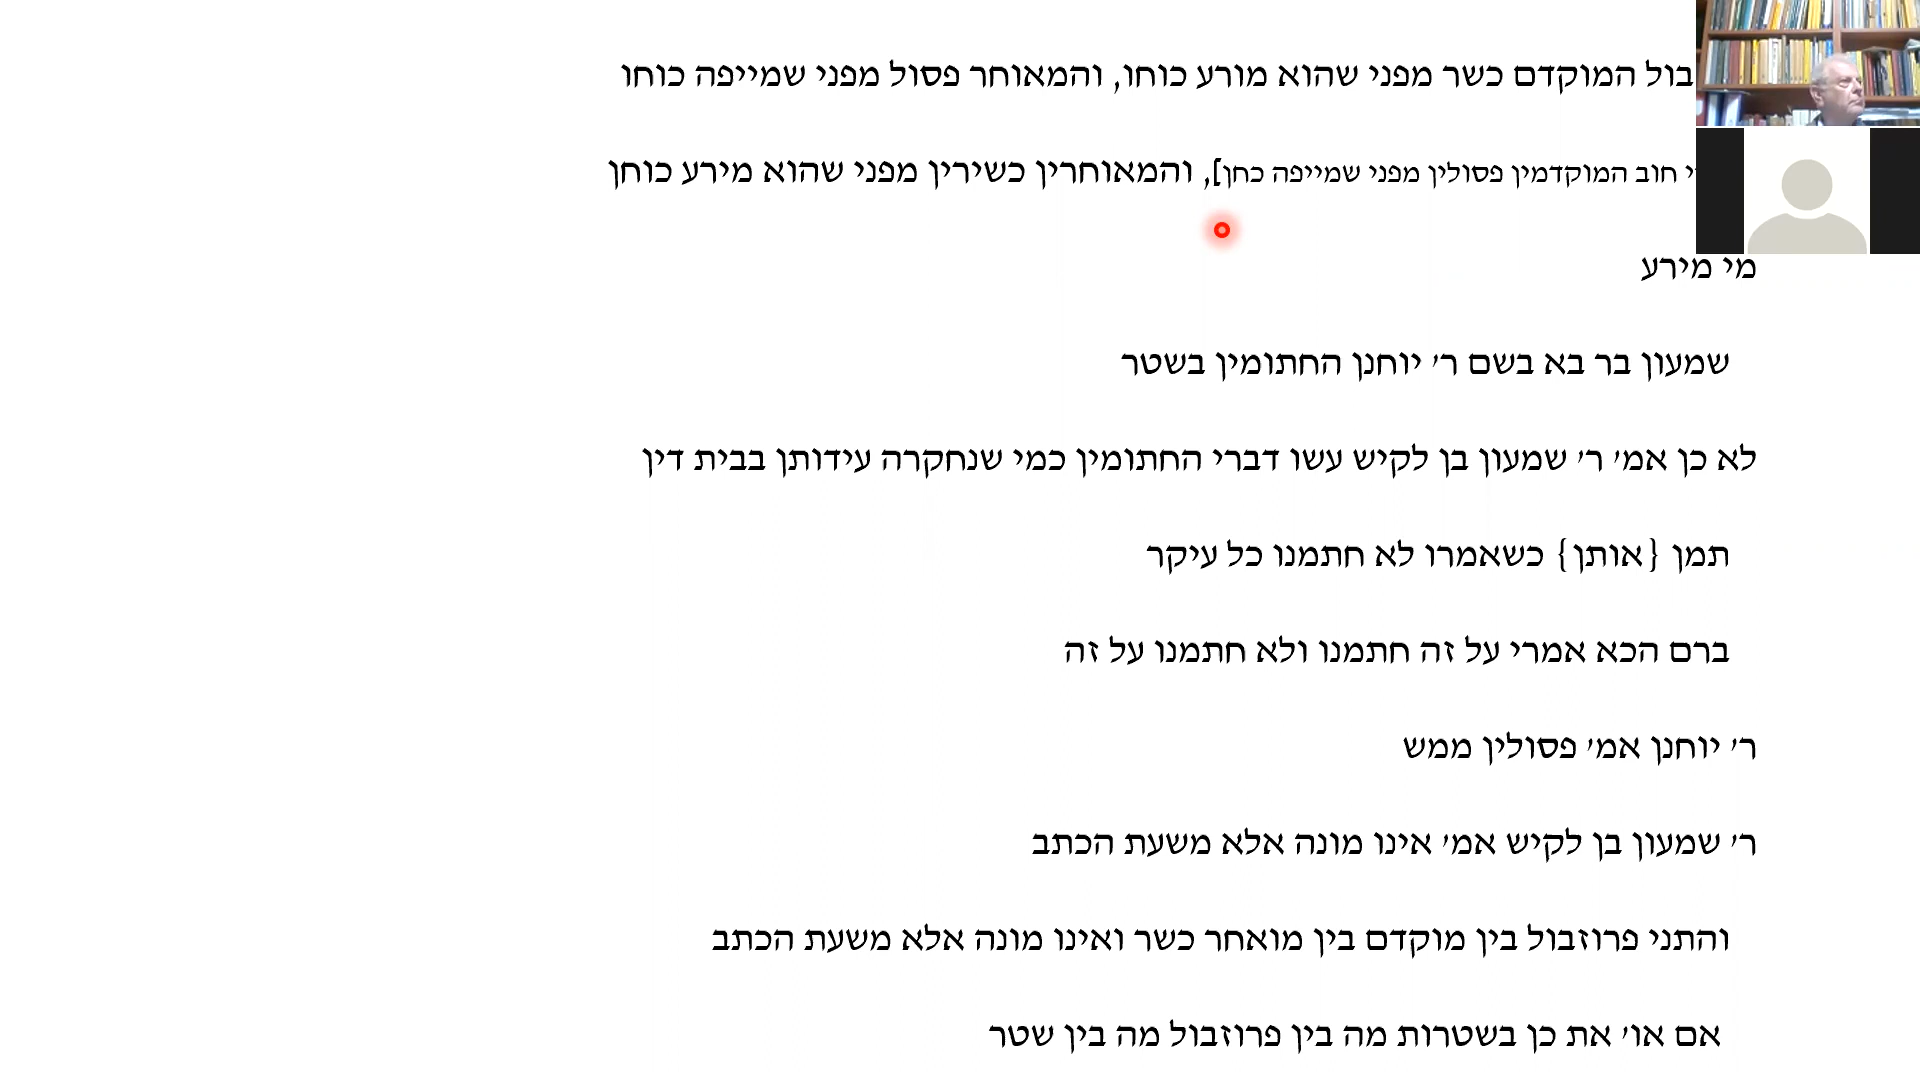 המוקדם כשר מפני שהוא מורע כוחו, והמאוחר פסול מפני שמייפה כוחו
חוב המוקדמין פסולין מפני שמייפה כחן], והמאוחרין כשירין מפני שהוא מירע כוחן
מי מירע
שמעון בר בא בשם ר׳ יוחנן החתומין בשטר
לא כן אמ׳ ר׳ שמעון בן לקיש עשו דברי החתומין כמי שנחקרה עידותן בבית דין
תמן {אותן} כשאמרו לא חתמנו כל עיקר
ברם הכא אמרי על זה חתמנו ולא חתמנו על זה
ר׳ יוחנן אמ׳ פסולין ממש
ר׳ שמעון בן לקיש אמ׳ אינו מונה אלא משעת הכתב
והתני פרוזבול בין מוקדם בין מואחר כשר ואינו מונה אלא משעת הכתב
אם או׳ את כן בשטרות מה בין פרוזבול מה בין שטר